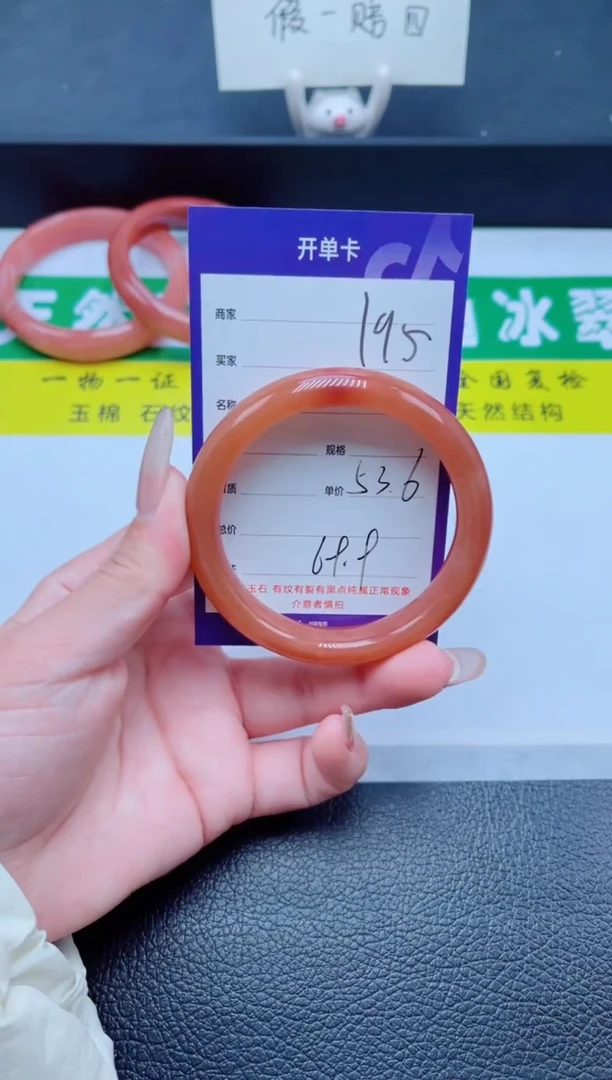 假一赔四
开单卡
商家
195
买家
天然
冰翠
一物一证
全国复检
名称
玉棉 石纹
天然结构
规格
质
单价 53.6
总价
69.9
玉石 有纹有裂有黑点纯属正常现象
介意者慎拍